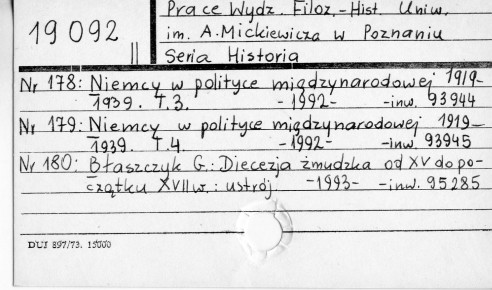 Prace Wydz. Filoz.-Hist. Uniw.
19 092 II
im. A. Mickiewicza w Poznaniu
Seria Historia
Nr 178: Niemcy w polityce międzynarodowej 1919-
1939. T.3. -1992- -inw. 93944
Nr 179: Niemcy w polityce międzynarodowej 1919-
1939. T.4. -1992- -inw. 93945
Nr 180: Błaszczyk G.: Diecezja żmudzka od XV do po-
czątku XVII w.: ustrój. -1993- -inw. 95285
DUJ 897/73. 15000